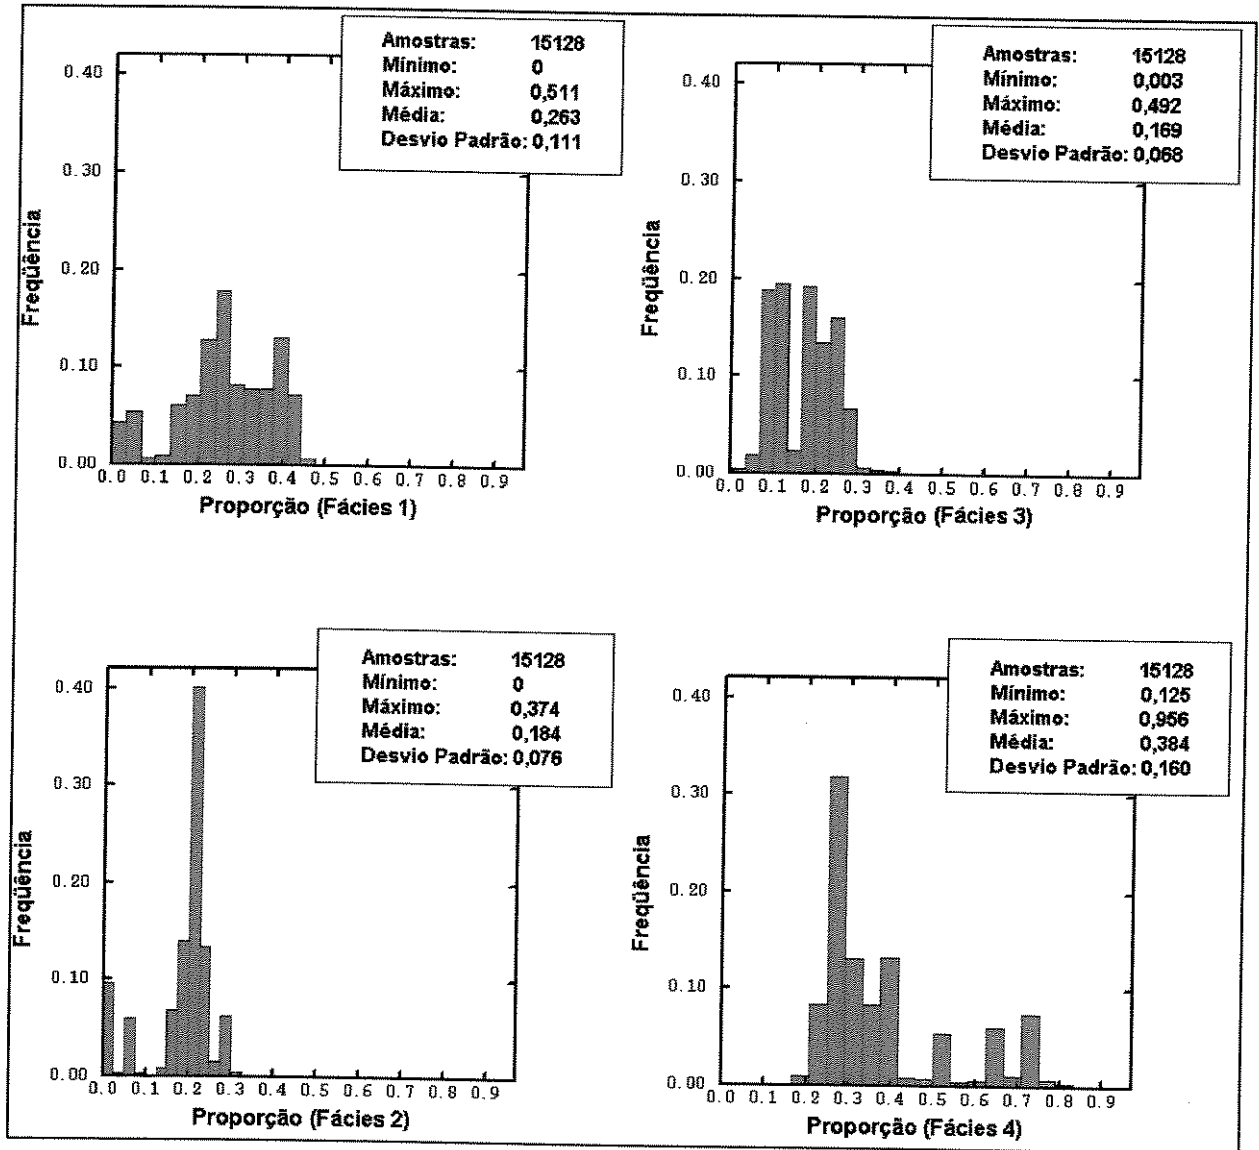 Amostras: 15128
Mínimo: 0
Máximo: 0,511
Média: 0,263
Desvio Padrão: 0,111
0.40
0.30
0.20
0.10
0.00
Freqüência
0.0 0.1 0.2 0.3 0.4 0.5 0.6 0.7 0.8 0.9
Proporção (Fácies 1)
Amostras: 15128
Mínimo: 0,003
Máximo: 0,492
Média: 0,169
Desvio Padrão: 0,068
0.40
0.30
0.20
0.10
0.00
Freqüência
0.0 0.1 0.2 0.3 0.4 0.5 0.6 0.7 0.8 0.9
Proporção (Fácies 3)
Amostras: 15128
Mínimo: 0
Máximo: 0,374
Média: 0,184
Desvio Padrão: 0,076
0.40
0.30
0.20
0.10
0.00
Freqüência
0.0 0.1 0.2 0.3 0.4 0.5 0.6 0.7 0.8 0.9
Proporção (Fácies 2)
Amostras: 15128
Mínimo: 0,125
Máximo: 0,956
Média: 0,384
Desvio Padrão: 0,160
0.40
0.30
0.20
0.10
0.00
Freqüência
0.0 0.1 0.2 0.3 0.4 0.5 0.6 0.7 0.8 0.9
Proporção (Fácies 4)